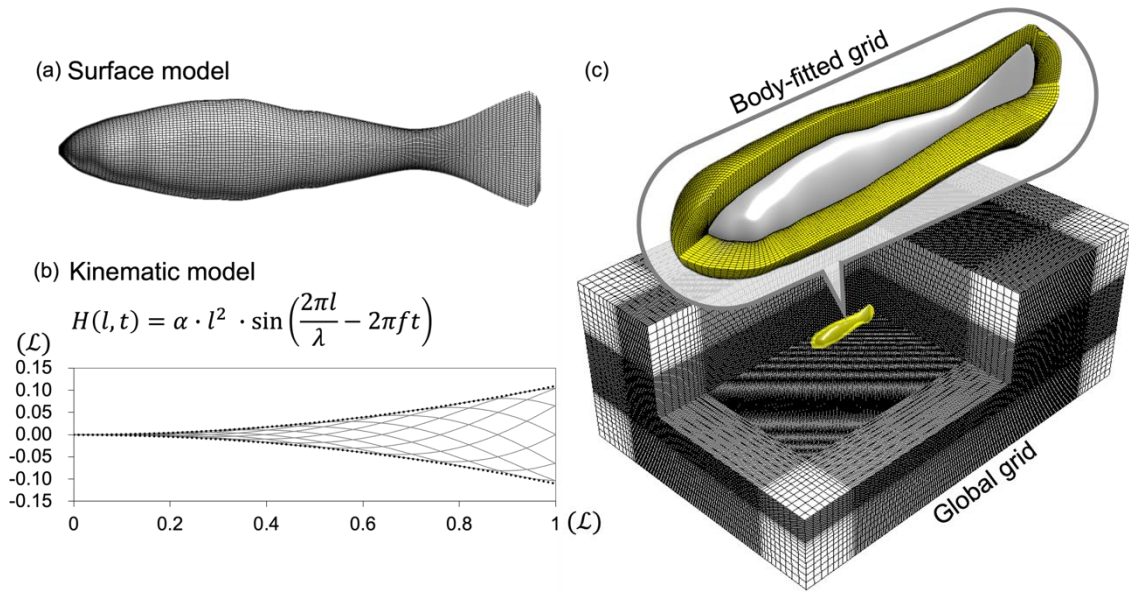 (a) Surface model
(b) Kinematic model
H(l, t) = α · l² · sin(2πl/λ − 2πft)
(ℒ)
0.15
0.10
0.05
0.00
-0.05
-0.10
-0.15
0 0.2 0.4 0.6 0.8 1 (ℒ)
(c)
Body-fitted grid
Global grid